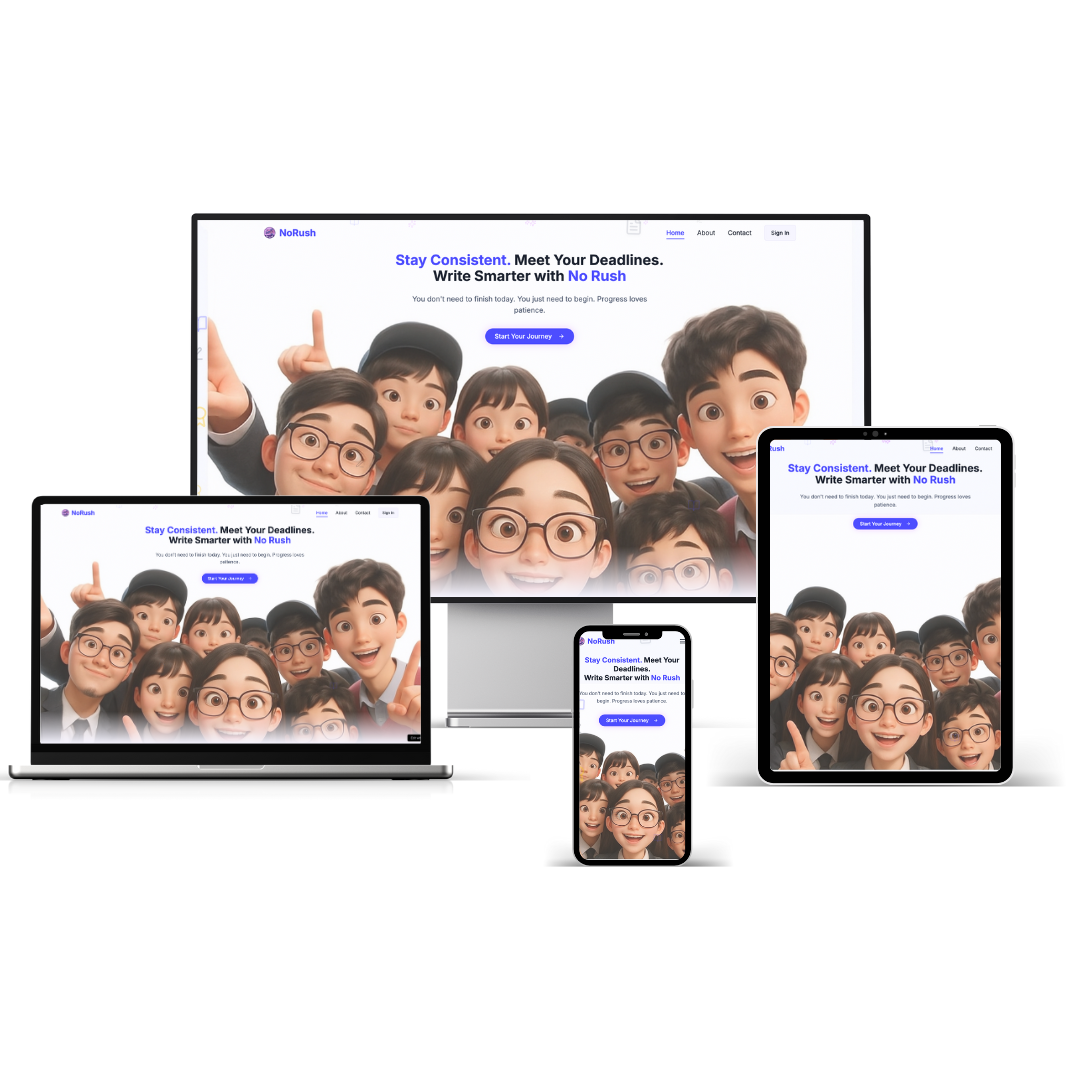 NoRush
Home About Contact Sign In
Stay Consistent. Meet Your Deadlines.
Write Smarter with No Rush
You don't need to finish today. You just need to begin. Progress loves
patience.
Start Your Journey →
NoRush
Home About Contact Sign In
Stay Consistent. Meet Your Deadlines.
Write Smarter with No Rush
You don't need to finish today. You just need to begin. Progress loves
patience.
Start Your Journey →
NoRush
Stay Consistent. Meet Your
Deadlines.
Write Smarter with No Rush
You don't need to finish today. You just need to
begin. Progress loves patience.
Start Your Journey →
Rush
Home About Contact
Stay Consistent. Meet Your Deadlines.
Write Smarter with No Rush
You don't need to finish today. You just need to begin. Progress loves
patience.
Start Your Journey →